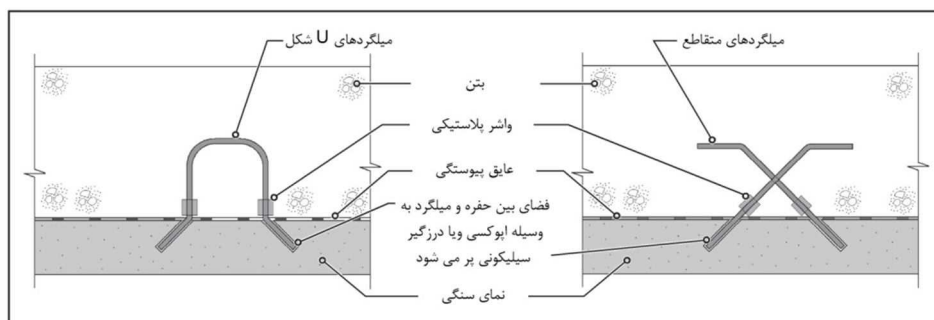 میلگردهای U شکل
میلگردهای متقاطع
بتن
واشر پلاستیکی
عایق پیوستگی
فضای بین حفره و میلگرد به
وسیله اپوکسی ویا درزگیر
سیلیکونی پر می شود
نمای سنگی